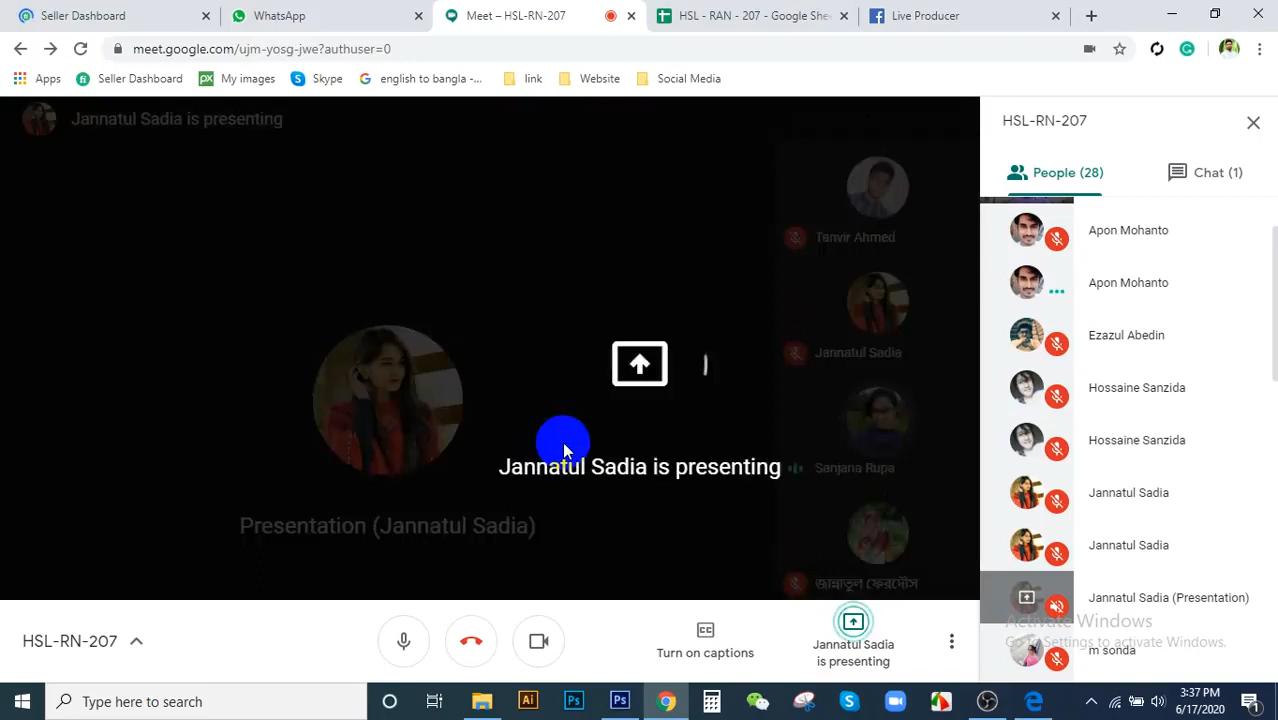 Seller Dashboard
WhatsApp
Meet – HSL-RN-207
HSL - RAN - 207 - Google She
Live Producer
meet.google.com/ujm-yosg-jwe?authuser=0
Apps
Seller Dashboard
My images
Skype
english to bangla -...
link
Website
Social Media
Jannatul Sadia is presenting
HSL-RN-207
People (28)
Chat (1)
Tanvir Ahmed
Jannatul Sadia
Sanjana Rupa
জান্নাতুল ফেরদৌস
Jannatul Sadia is presenting
Presentation (Jannatul Sadia)
Apon Mohanto
Apon Mohanto
Ezazul Abedin
Hossaine Sanzida
Hossaine Sanzida
Jannatul Sadia
Jannatul Sadia
Jannatul Sadia (Presentation)
m sonda
Activate Windows
Go to Settings to activate Windows.
HSL-RN-207
Turn on captions
Jannatul Sadia
is presenting
Type here to search
Ai
Ps
Ps
3:37 PM
6/17/2020
1